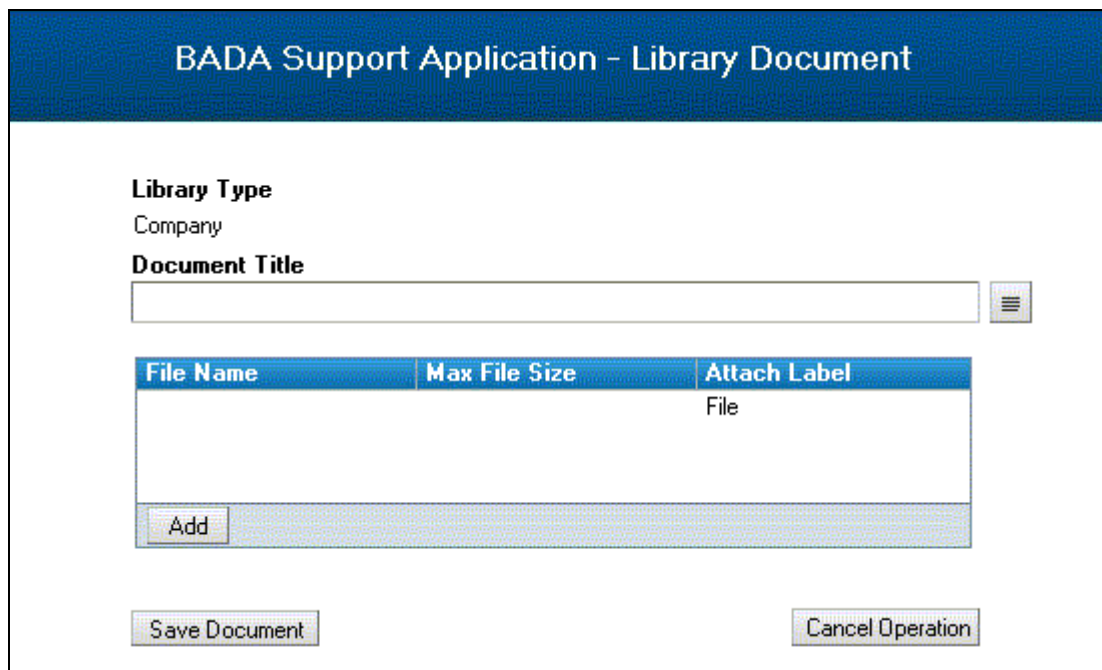 BADA Support Application - Library Document
Library Type
Company
Document Title
File Name Max File Size Attach Label
File
Add
Save Document Cancel Operation